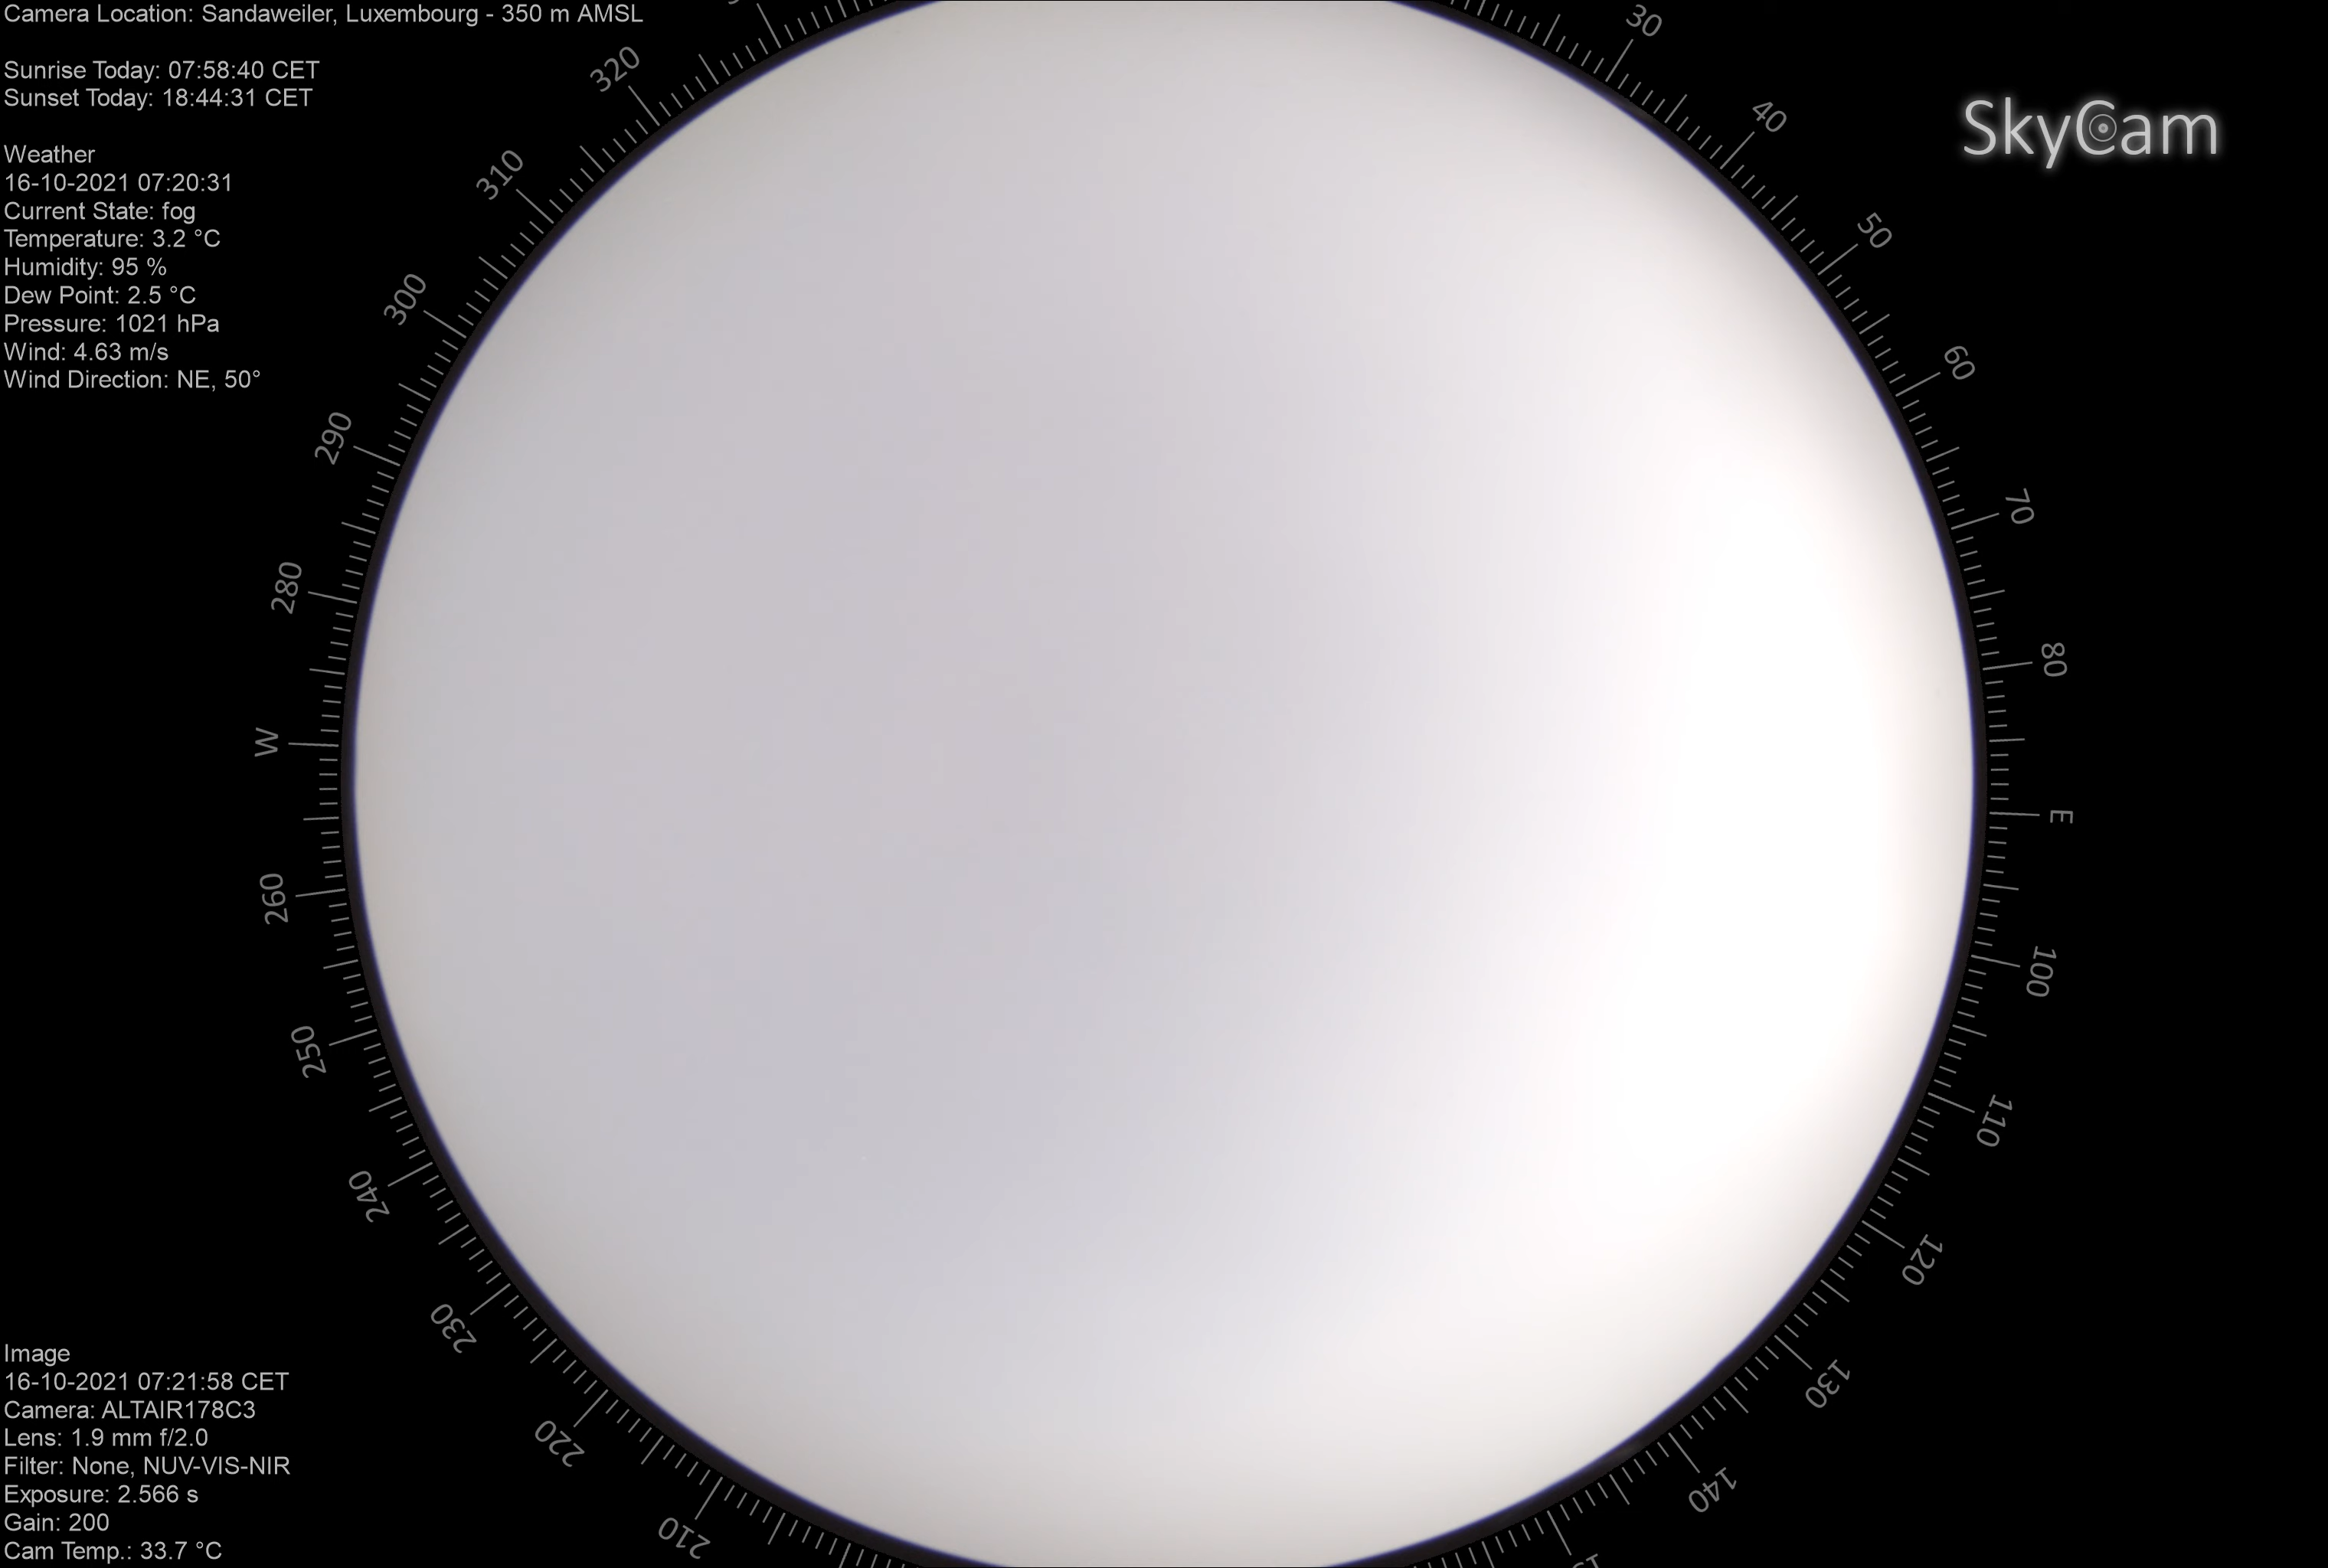 Camera Location: Sandaweiler, Luxembourg - 350 m AMSL
Sunrise Today: 07:58:40 CET
Sunset Today: 18:44:31 CET
Weather
16-10-2021 07:20:31
Current State: fog
Temperature: 3.2 °C
Humidity: 95 %
Dew Point: 2.5 °C
Pressure: 1021 hPa
Wind: 4.63 m/s
Wind Direction: NE, 50°
SkyCam
30
40
50
60
70
80
E
100
110
120
130
140
210
220
230
240
250
260
W
280
290
300
310
320
Image
16-10-2021 07:21:58 CET
Camera: ALTAIR178C3
Lens: 1.9 mm f/2.0
Filter: None, NUV-VIS-NIR
Exposure: 2.566 s
Gain: 200
Cam Temp.: 33.7 °C